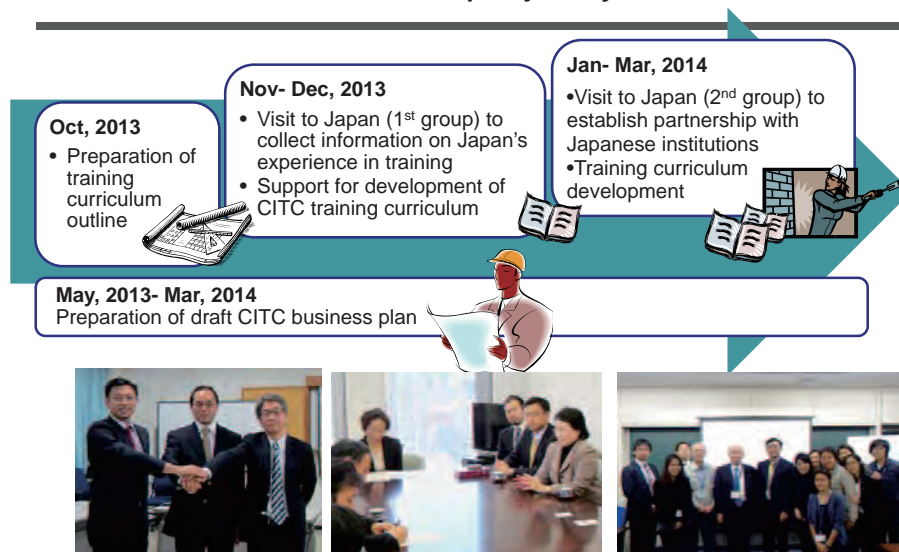 Oct, 2013
• Preparation of
training
curriculum
outline
Nov- Dec, 2013
• Visit to Japan (1st group) to
collect information on Japan's
experience in training
• Support for development of
CITC training curriculum
Jan- Mar, 2014
•Visit to Japan (2nd group) to
establish partnership with
Japanese institutions
•Training curriculum
development
May, 2013- Mar, 2014
Preparation of draft CITC business plan